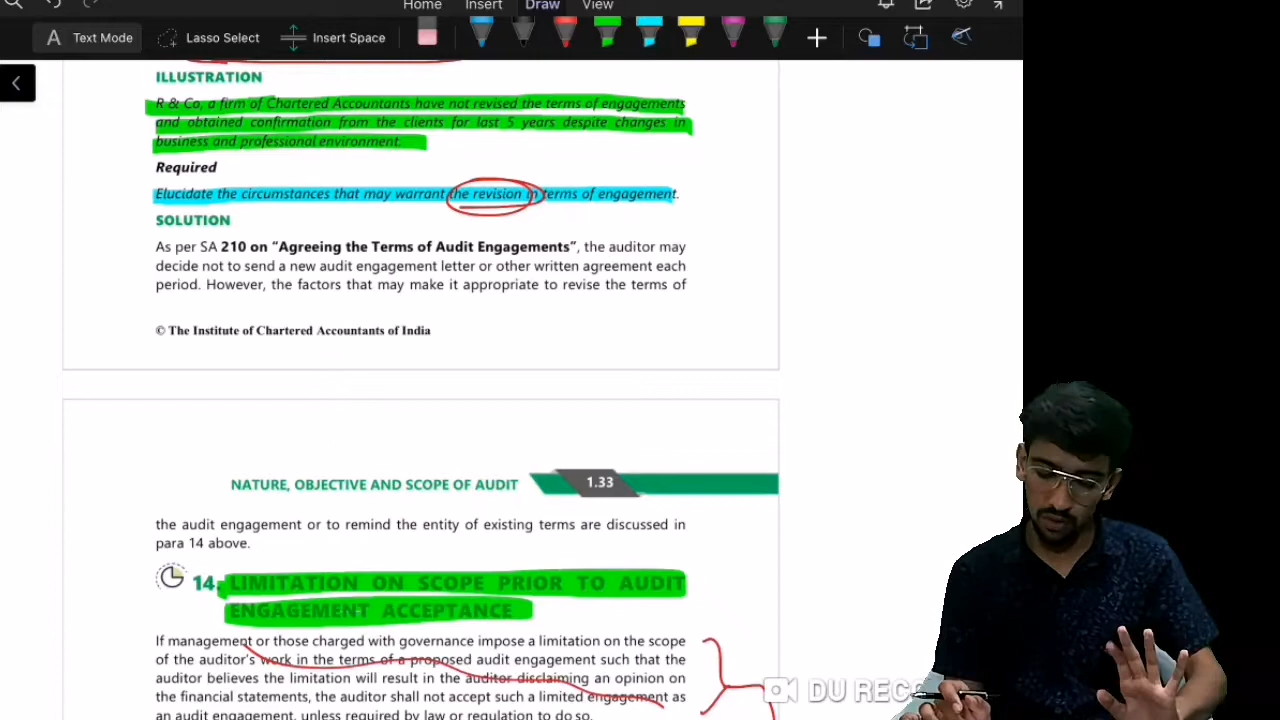 Home Insert Draw View
Text Mode Lasso Select Insert Space
ILLUSTRATION
R & Co, a firm of Chartered Accountants have not revised the terms of engagements
and obtained confirmation from the clients for last 5 years despite changes in
business and professional environment.
Required
Elucidate the circumstances that may warrant the revision in terms of engagement.
SOLUTION
As per SA 210 on “Agreeing the Terms of Audit Engagements”, the auditor may
decide not to send a new audit engagement letter or other written agreement each
period. However, the factors that may make it appropriate to revise the terms of
© The Institute of Chartered Accountants of India
NATURE, OBJECTIVE AND SCOPE OF AUDIT 1.33
the audit engagement or to remind the entity of existing terms are discussed in
para 14 above.
14. LIMITATION ON SCOPE PRIOR TO AUDIT
ENGAGEMENT ACCEPTANCE
If management or those charged with governance impose a limitation on the scope
of the auditor's work in the terms of a proposed audit engagement such that the
auditor believes the limitation will result in the auditor disclaiming an opinion on
the financial statements, the auditor shall not accept such a limited engagement as
an audit engagement, unless required by law or regulation to do so.
DU REC